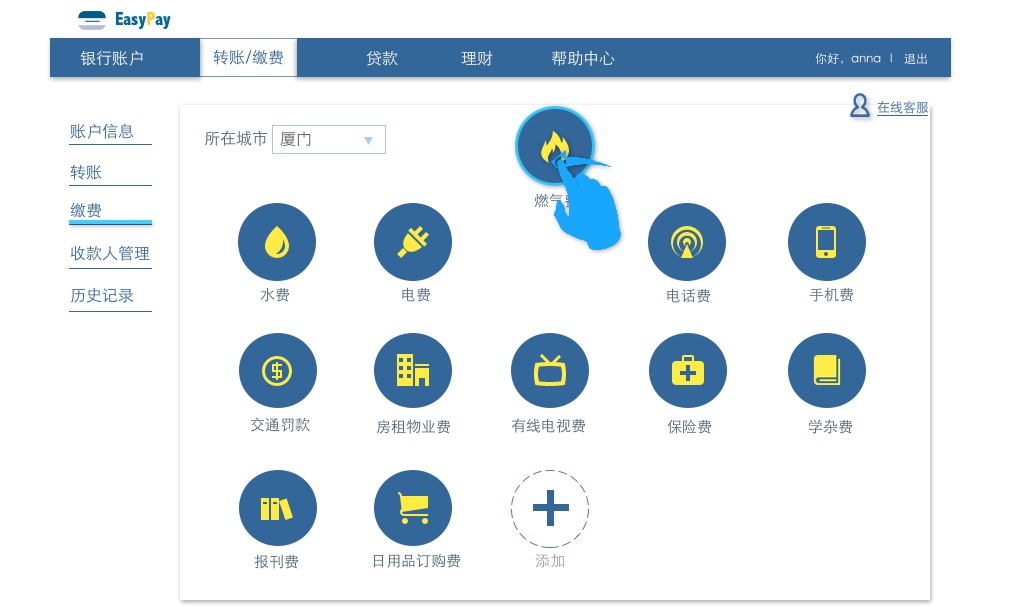 EasyPay
银行账户
转账/缴费
贷款
理财
帮助中心
你好，anna | 退出
在线客服
账户信息
转账
缴费
收款人管理
历史记录
所在城市
厦门
燃气费
水费
电费
电话费
手机费
交通罚款
房租物业费
有线电视费
保险费
学杂费
报刊费
日用品订购费
添加